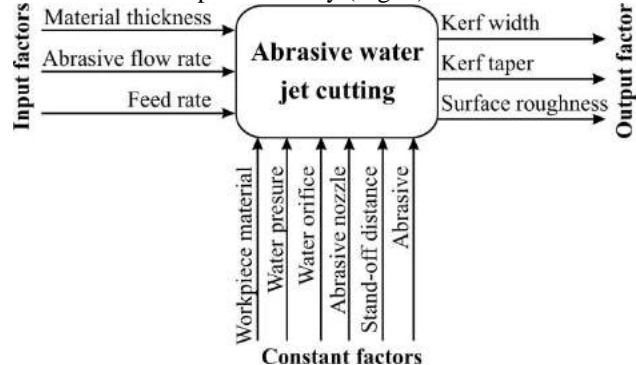 Input factors
Material thickness
Abrasive flow rate
Feed rate
Abrasive water
jet cutting
Kerf width
Kerf taper
Surface roughness
Output factor
Workpiece material
Water presure
Water orifice
Abrasive nozzle
Stand-off distance
Abrasive
Constant factors